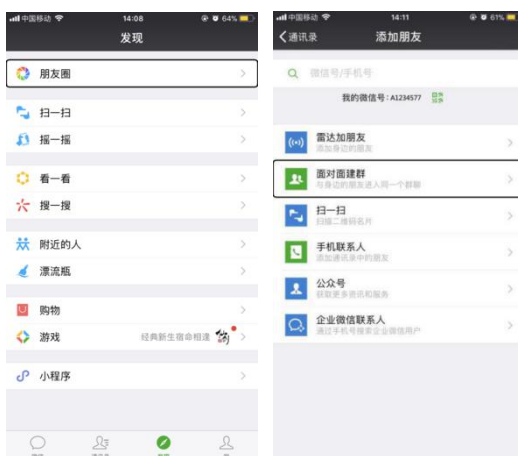 中国移动 14:08 64%
发现
朋友圈
扫一扫
摇一摇
看一看
搜一搜
附近的人
漂流瓶
购物
游戏 经典新生宿命相逢
小程序
中国移动 14:11 61%
通讯录 添加朋友
微信号/手机号
我的微信号:A1234577
雷达加朋友
添加身边的朋友
面对面建群
与身边的朋友进入同一个群聊
扫一扫
扫描二维码名片
手机联系人
添加通讯录中的朋友
公众号
获取更多资讯和服务
企业微信联系人
通过手机号搜索企业微信用户